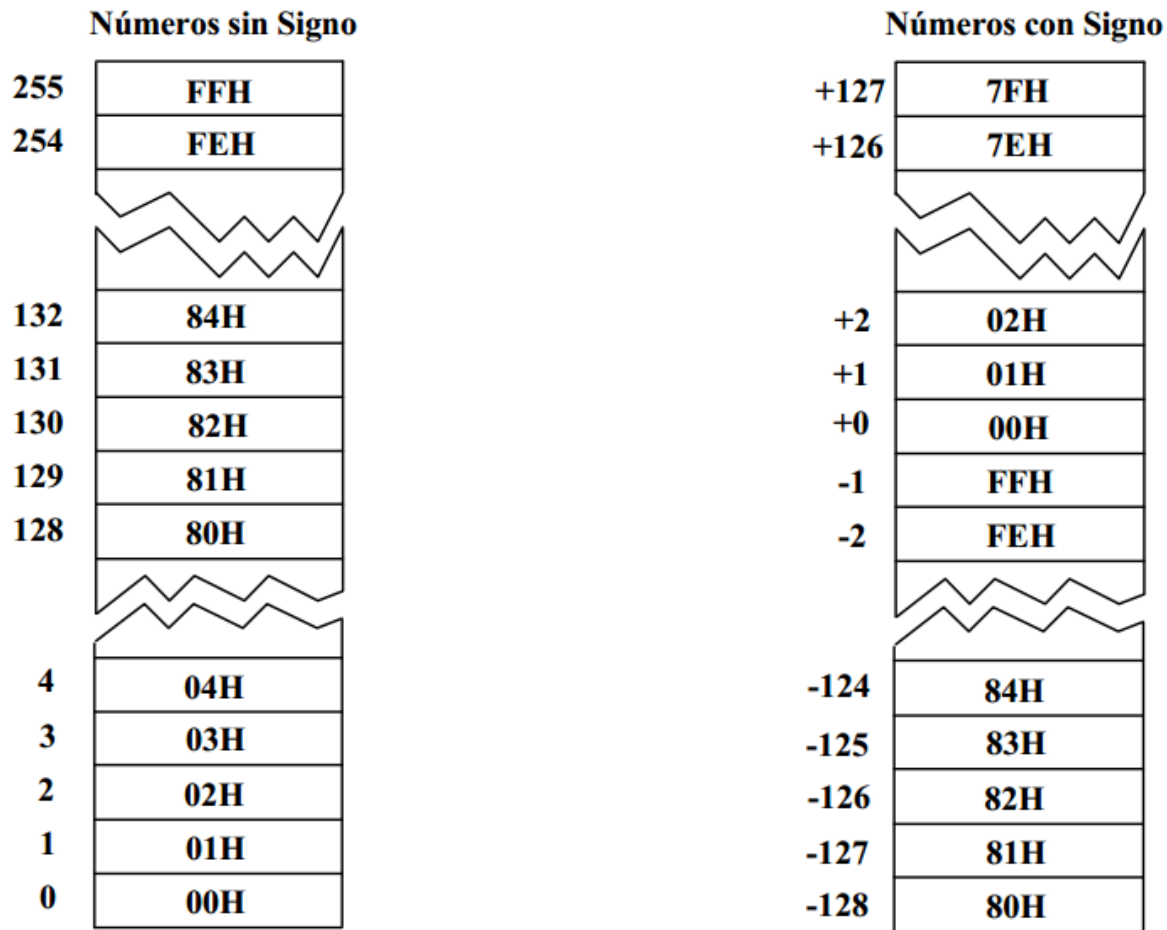 Números sin Signo
255 FFH
254 FEH
132 84H
131 83H
130 82H
129 81H
128 80H
4 04H
3 03H
2 02H
1 01H
0 00H
Números con Signo
+127 7FH
+126 7EH
+2 02H
+1 01H
+0 00H
-1 FFH
-2 FEH
-124 84H
-125 83H
-126 82H
-127 81H
-128 80H